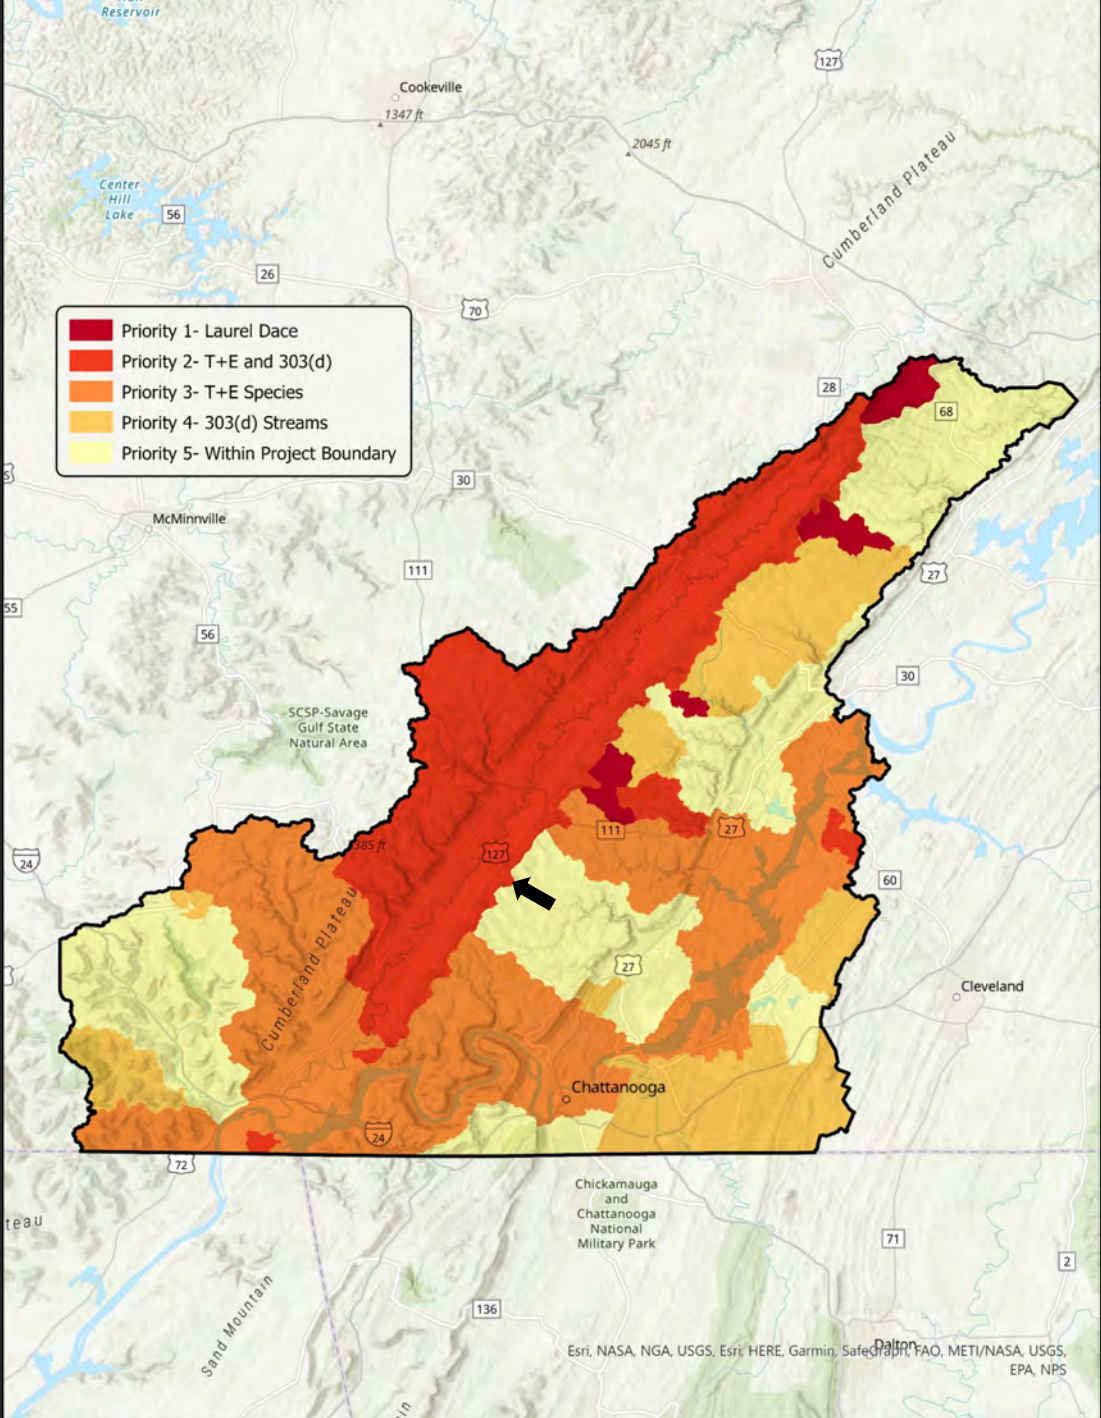 Reservoir
127
Cookeville
1347 ft
2045 ft
Cumberland Plateau
Center
Hill
Lake
56
26
70
Priority 1- Laurel Dace
Priority 2- T+E and 303(d)
Priority 3- T+E Species
Priority 4- 303(d) Streams
Priority 5- Within Project Boundary
28
68
30
McMinnville
111
27
55
56
30
SCSP-Savage
Gulf State
Natural Area
111
27
385 ft
127
24
60
Cumberland Plateau
27
Cleveland
Chattanooga
24
72
Chickamauga
and
Chattanooga
National
Military Park
teau
71
2
Sand Mountain
136
Dalton
Esri, NASA, NGA, USGS, Esri, HERE, Garmin, SafeGraph, FAO, METI/NASA, USGS,
EPA, NPS